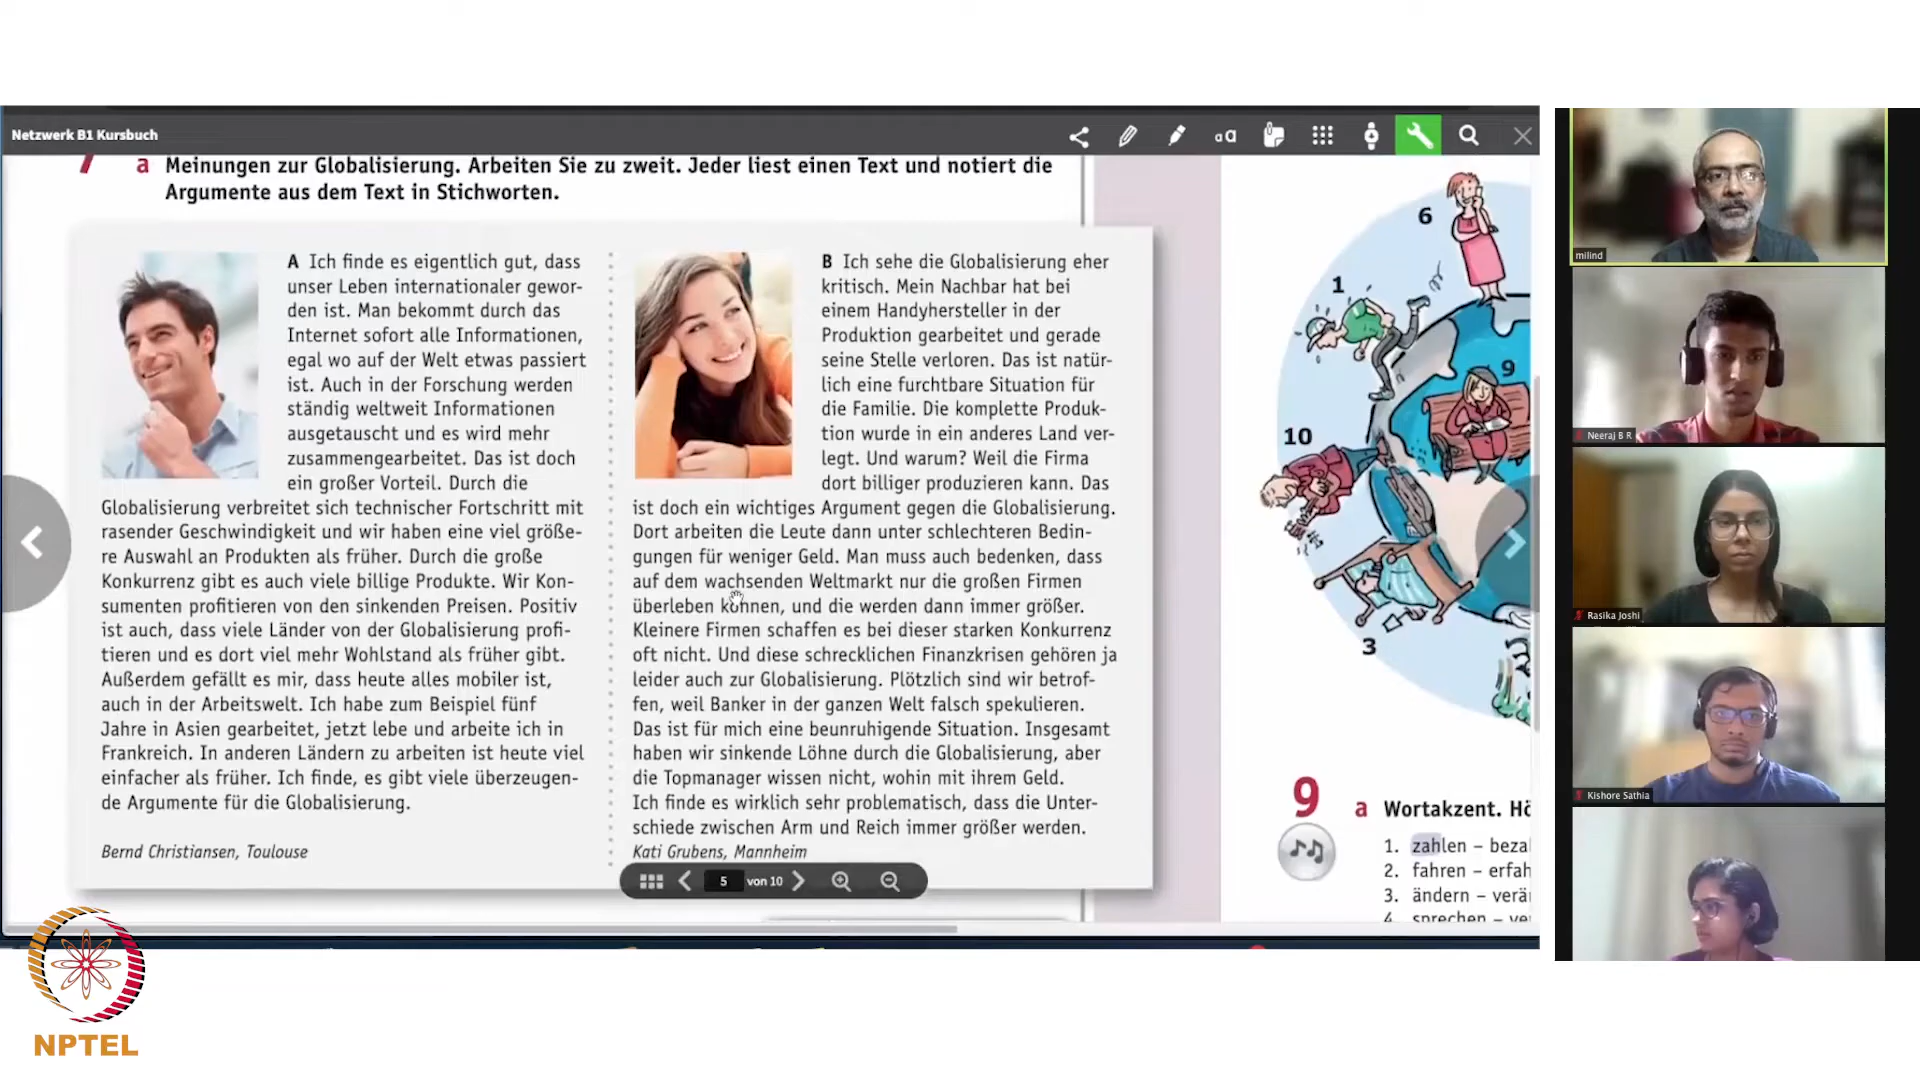 Netzwerk B1 Kursbuch
a Meinungen zur Globalisierung. Arbeiten Sie zu zweit. Jeder liest einen Text und notiert die
Argumente aus dem Text in Stichworten.
A Ich finde es eigentlich gut, dass
unser Leben internationaler gewor-
den ist. Man bekommt durch das
Internet sofort alle Informationen,
egal wo auf der Welt etwas passiert
ist. Auch in der Forschung werden
ständig weltweit Informationen
ausgetauscht und es wird mehr
zusammengearbeitet. Das ist doch
ein großer Vorteil. Durch die
Globalisierung verbreitet sich technischer Fortschritt mit
rasender Geschwindigkeit und wir haben eine viel größe-
re Auswahl an Produkten als früher. Durch die große
Konkurrenz gibt es auch viele billige Produkte. Wir Kon-
sumenten profitieren von den sinkenden Preisen. Positiv
ist auch, dass viele Länder von der Globalisierung profi-
tieren und es dort viel mehr Wohlstand als früher gibt.
Außerdem gefällt es mir, dass heute alles mobiler ist,
auch in der Arbeitswelt. Ich habe zum Beispiel fünf
Jahre in Asien gearbeitet, jetzt lebe und arbeite ich in
Frankreich. In anderen Ländern zu arbeiten ist heute viel
einfacher als früher. Ich finde, es gibt viele überzeugen-
de Argumente für die Globalisierung.
Bernd Christiansen, Toulouse
B Ich sehe die Globalisierung eher
kritisch. Mein Nachbar hat bei
einem Handyhersteller in der
Produktion gearbeitet und gerade
seine Stelle verloren. Das ist natür-
lich eine furchtbare Situation für
die Familie. Die komplette Produk-
tion wurde in ein anderes Land ver-
legt. Und warum? Weil die Firma
dort billiger produzieren kann. Das
ist doch ein wichtiges Argument gegen die Globalisierung.
Dort arbeiten die Leute dann unter schlechteren Bedin-
gungen für weniger Geld. Man muss auch bedenken, dass
auf dem wachsenden Weltmarkt nur die großen Firmen
überleben können, und die werden dann immer größer.
Kleinere Firmen schaffen es bei dieser starken Konkurrenz
oft nicht. Und diese schrecklichen Finanzkrisen gehören ja
leider auch zur Globalisierung. Plötzlich sind wir betrof-
fen, weil Banker in der ganzen Welt falsch spekulieren.
Das ist für mich eine beunruhigende Situation. Insgesamt
haben wir sinkende Löhne durch die Globalisierung, aber
die Topmanager wissen nicht, wohin mit ihrem Geld.
Ich finde es wirklich sehr problematisch, dass die Unter-
schiede zwischen Arm und Reich immer größer werden.
Kati Grubens, Mannheim
5 von 10
6
1
9
10
3
9 a Wortakzent. Hö
1. zahlen – beza
2. fahren – erfah
3. ändern – verä
4. sprechen – ve
milind
Neeraj B R
Rasika Joshi
Kishore Sathia
NPTEL